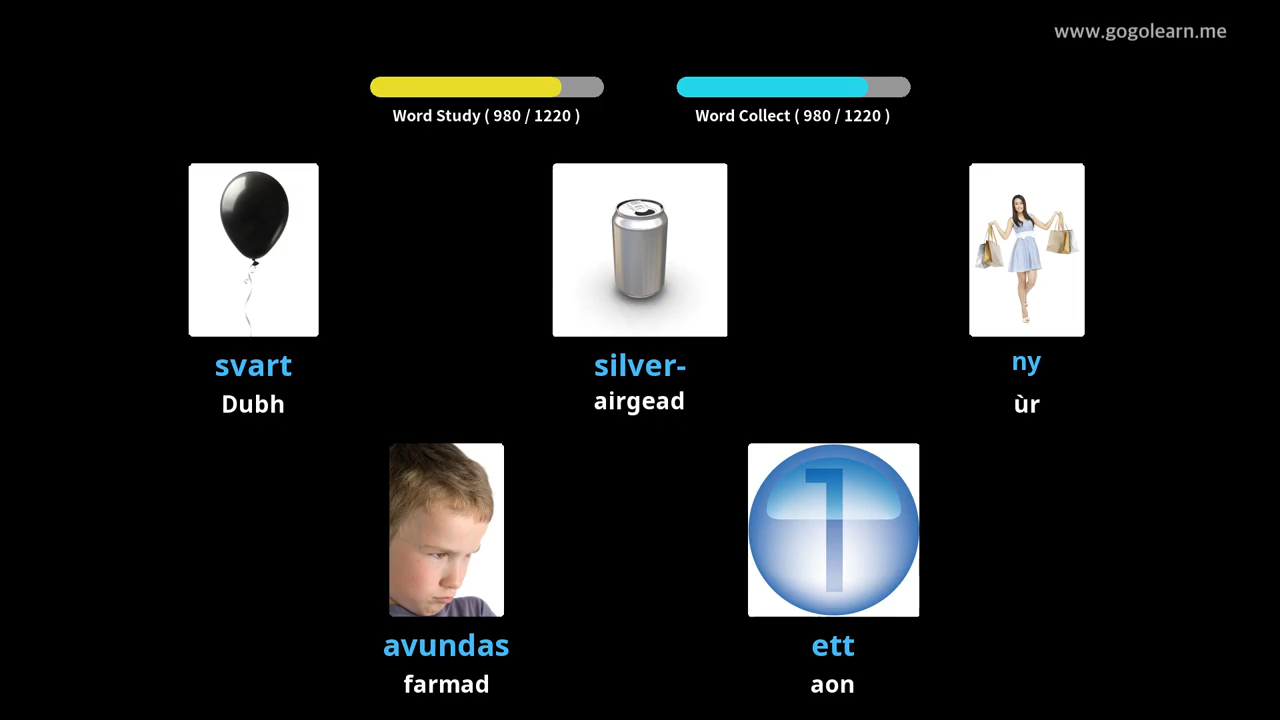 www.gogolearn.me
Word Study ( 980 / 1220 )
Word Collect ( 980 / 1220 )
svart
Dubh
silver-
airgead
ny
ùr
avundas
farmad
1
ett
aon